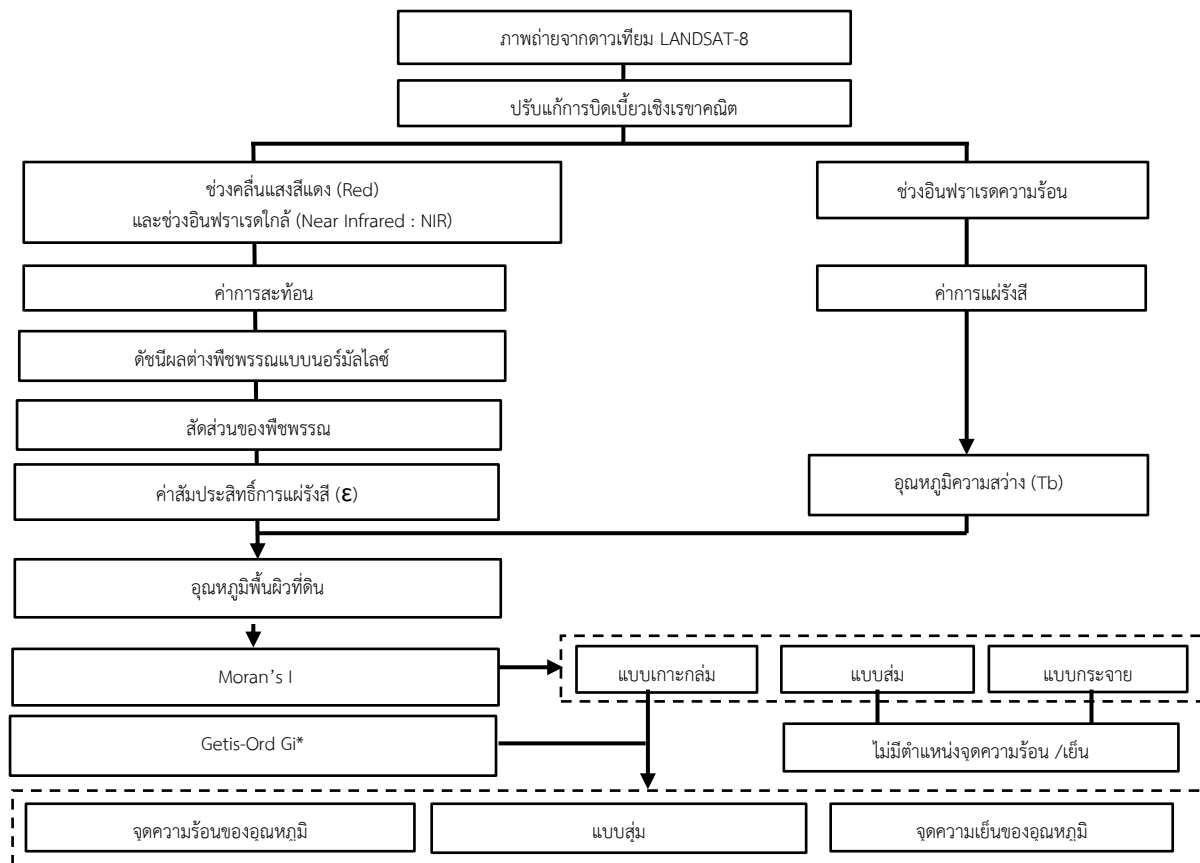 ภาพถ่ายจากดาวเทียม LANDSAT-8
ปรับแก้การบิดเบี้ยวเชิงเรขาคณิต
ช่วงคลื่นแสงสีแดง (Red)
และช่วงอินฟราเรดใกล้ (Near Infrared : NIR)
ช่วงอินฟราเรดความร้อน
ค่าการสะท้อน
ค่าการแผ่รังสี
ดัชนีผลต่างพืชพรรณแบบนอร์มัลไลซ์
สัดส่วนของพืชพรรณ
ค่าสัมประสิทธิ์การแผ่รังสี (ε)
อุณหภูมิความสว่าง (Tb)
อุณหภูมิพื้นผิวที่ดิน
Moran’s I
แบบเกาะกลุ่ม
แบบสุ่ม
แบบกระจาย
Getis-Ord Gi*
ไม่มีตำแหน่งจุดความร้อน /เย็น
จุดความร้อนของอุณหภูมิ
แบบสุ่ม
จุดความเย็นของอุณหภูมิ